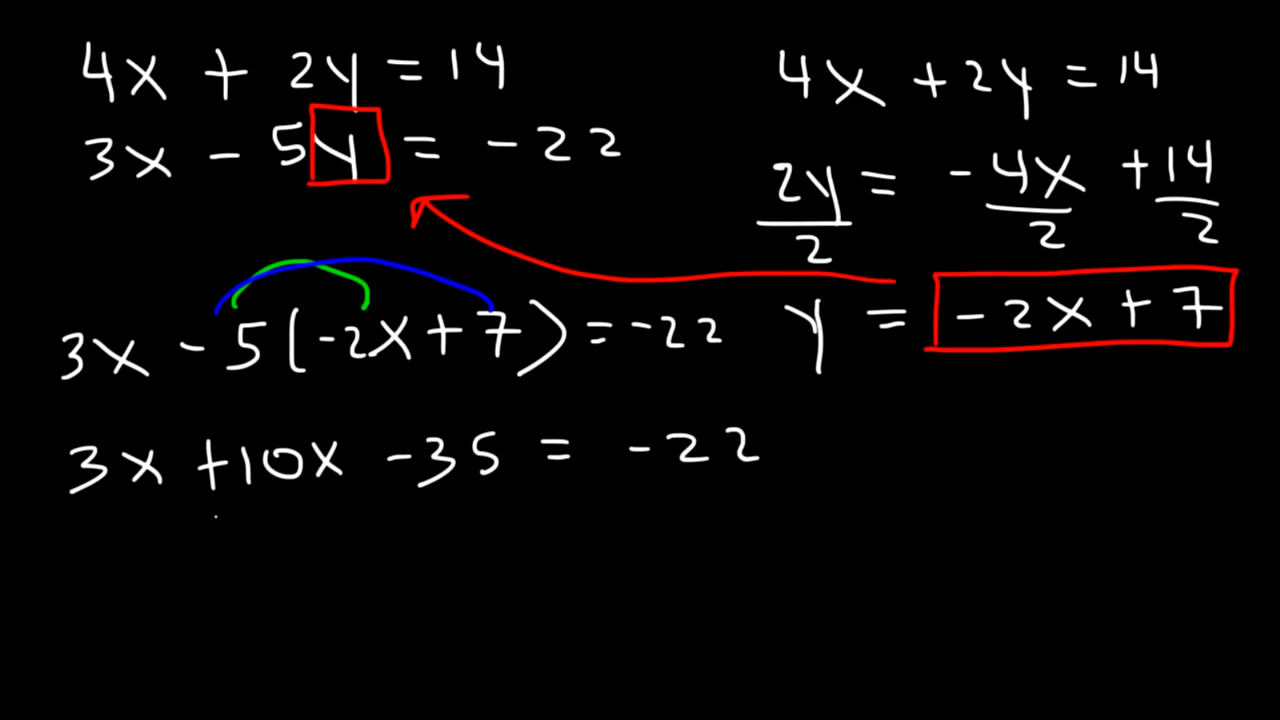 4x + 2y = 14
3x - 5y = -22
3x - 5(-2x + 7) = -22
3x + 10x - 35 = -22
4x + 2y = 14
2y/2 = -4x/2 + 14/2
y = -2x + 7